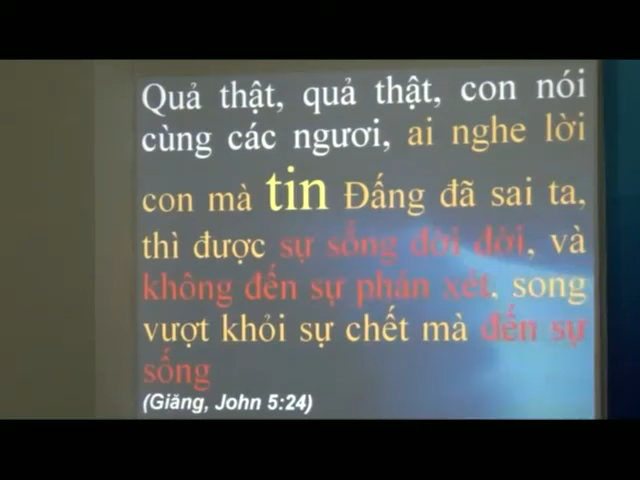 Quả thật, quả thật, con nói
cùng các ngươi, ai nghe lời
con mà tin Đấng đã sai ta,
thì được sự sống đời đời, và
không đến sự phán xét, song
vượt khỏi sự chết mà đến sự
sống
(Giăng, John 5:24)